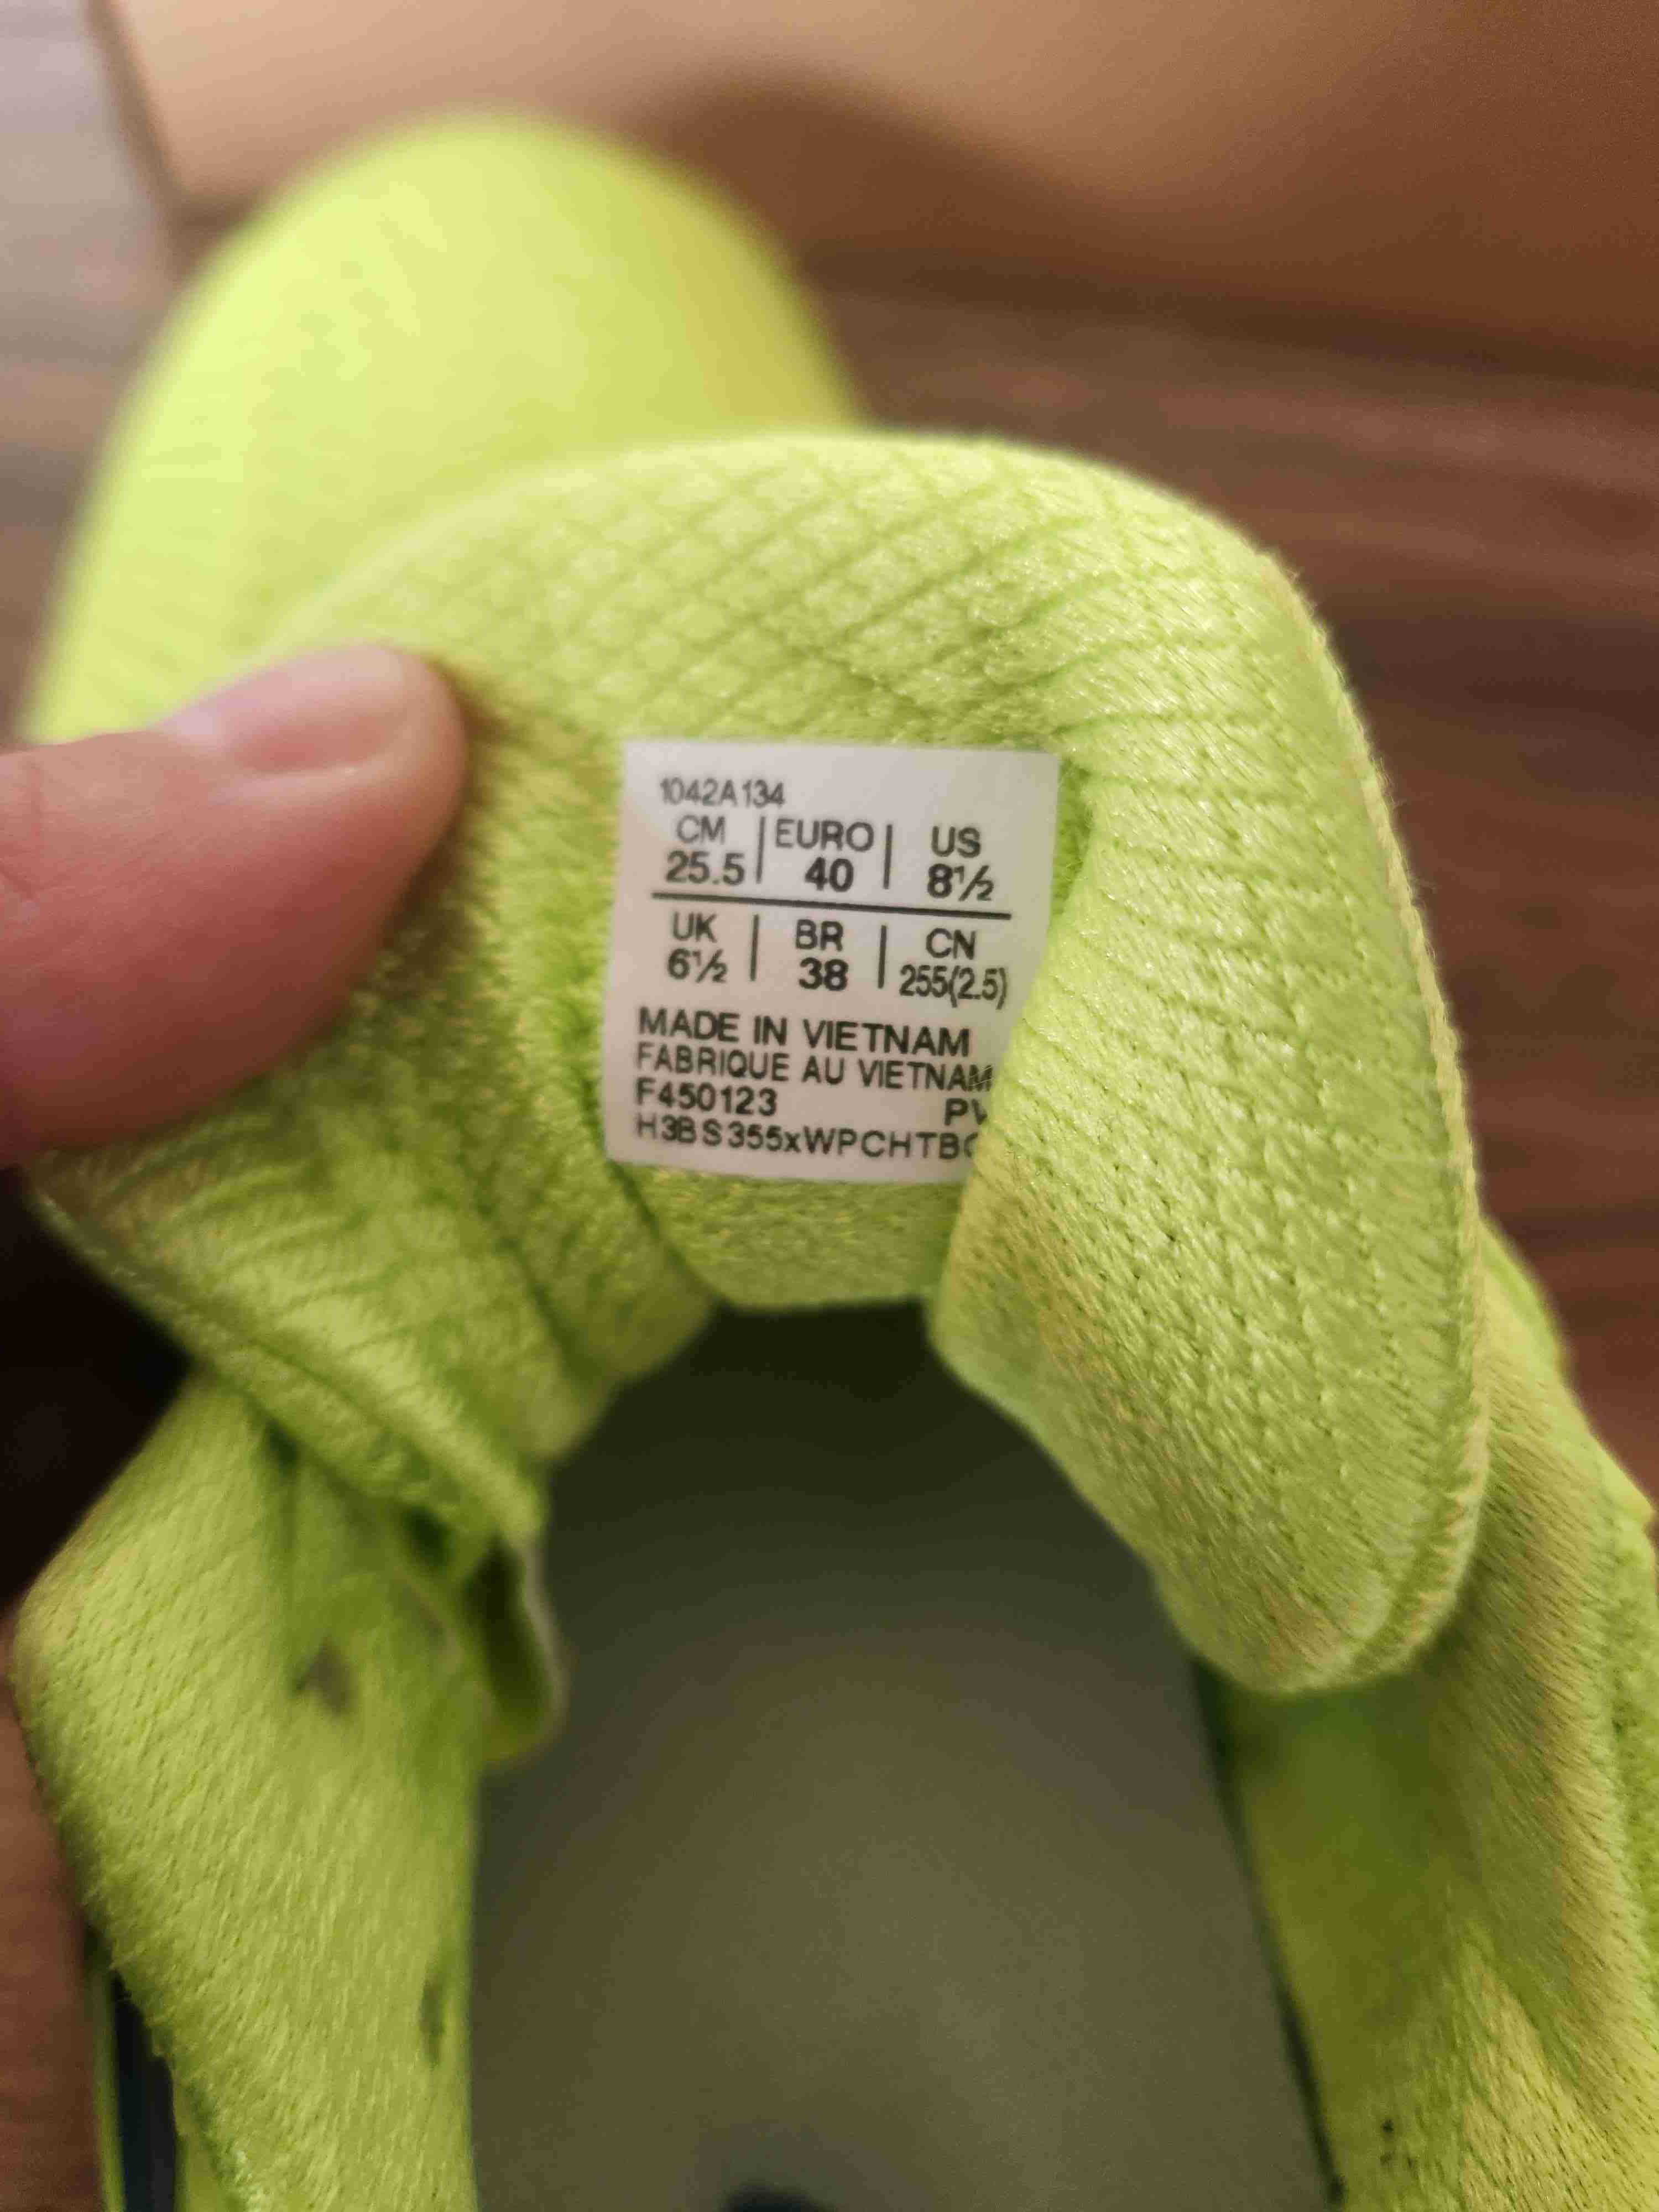 1042A134
CM | EURO | US
25.5 | 40 | 8½
UK | BR | CN
6½ | 38 | 255(2.5)
MADE IN VIETNAM
FABRIQUE AU VIETNAM
F450123